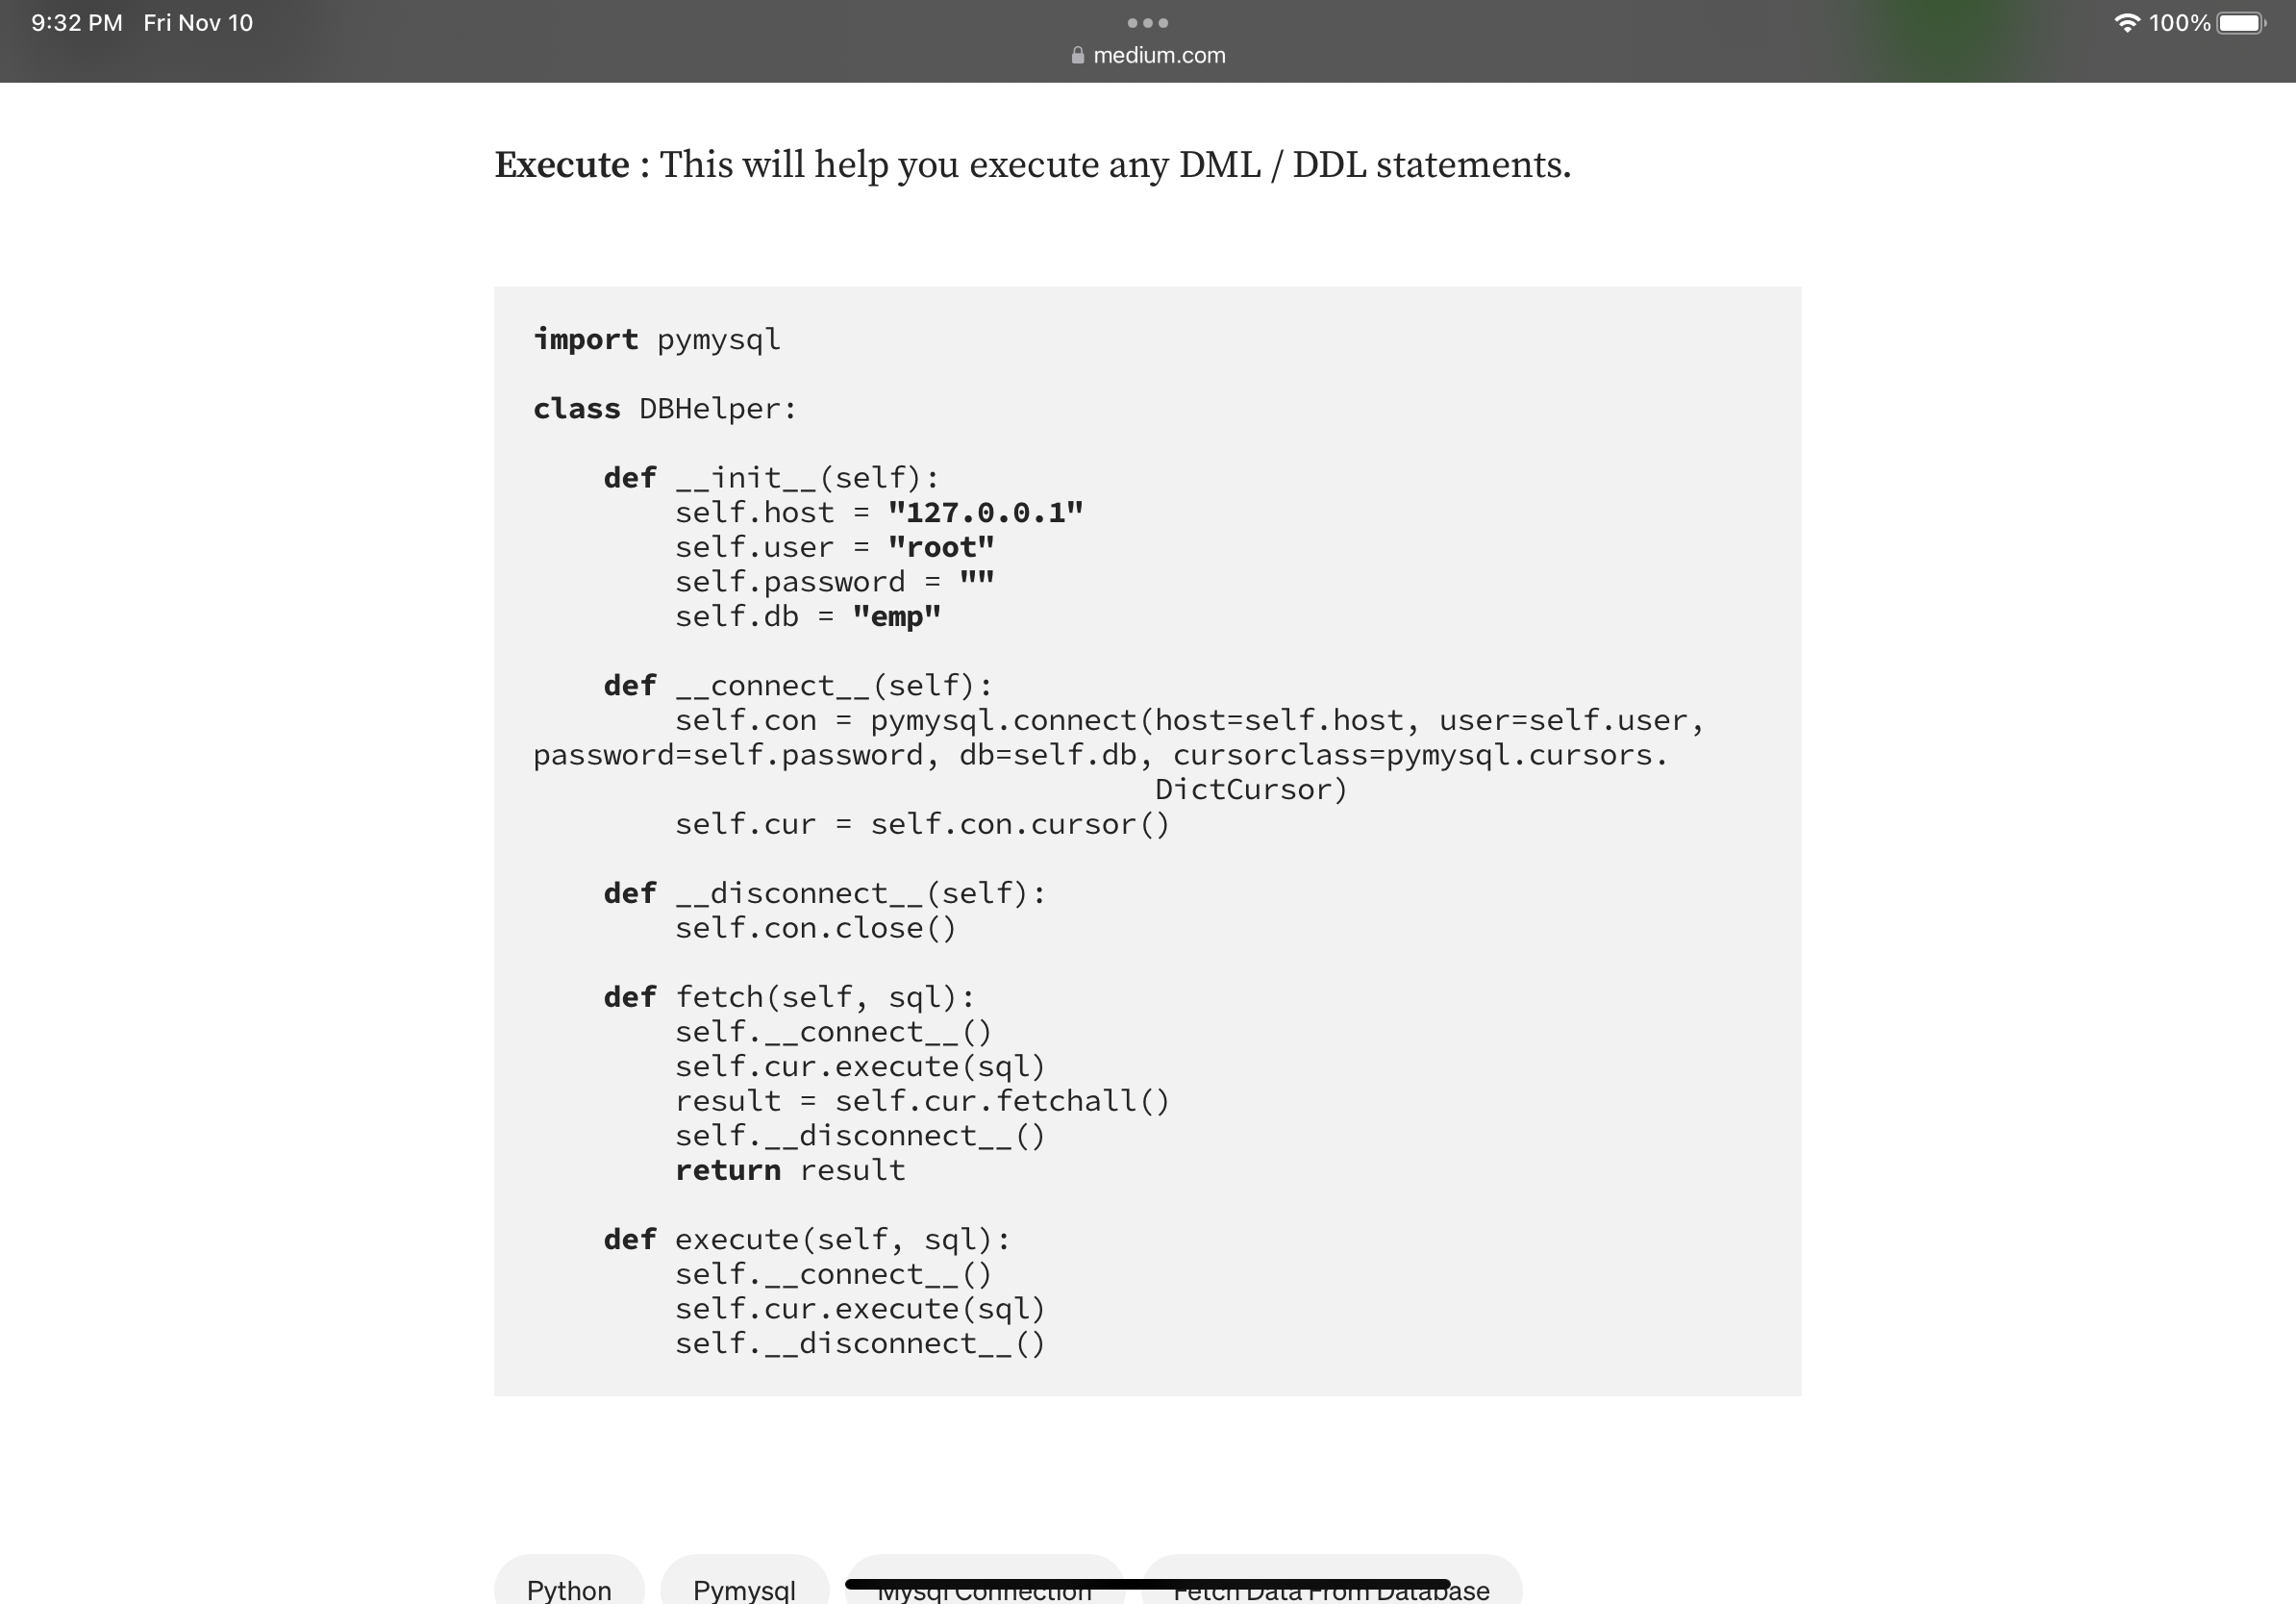 9:32 PM Fri Nov 10
100%
medium.com
Execute : This will help you execute any DML / DDL statements.
import pymysql
class DBHelper:
    def __init__(self):
        self.host = "127.0.0.1"
        self.user = "root"
        self.password = ""
        self.db = "emp"
    def __connect__(self):
        self.con = pymysql.connect(host=self.host, user=self.user,
password=self.password, db=self.db, cursorclass=pymysql.cursors.
                                   DictCursor)
        self.cur = self.con.cursor()
    def __disconnect__(self):
        self.con.close()
    def fetch(self, sql):
        self.__connect__()
        self.cur.execute(sql)
        result = self.cur.fetchall()
        self.__disconnect__()
        return result
    def execute(self, sql):
        self.__connect__()
        self.cur.execute(sql)
        self.__disconnect__()
Python Pymysql Mysql Connection Fetch Data From Database